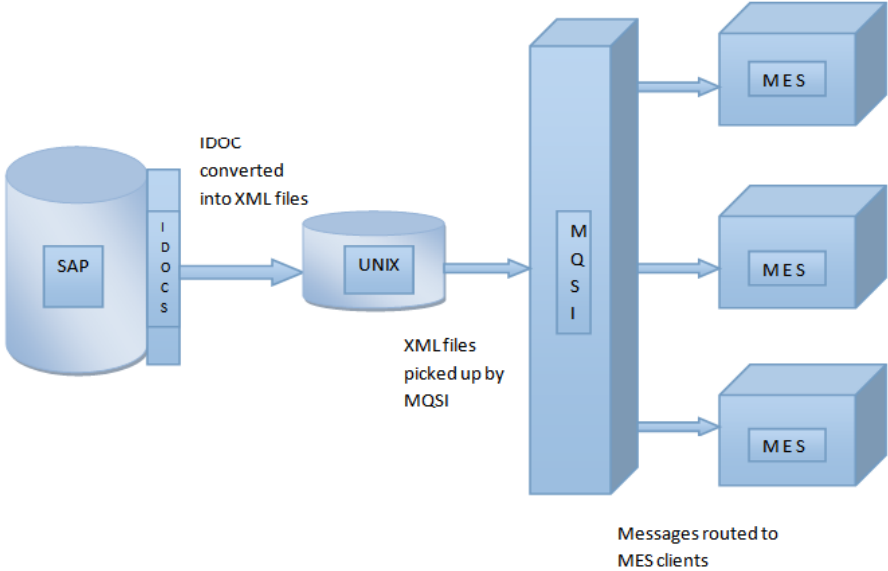 IDOC
converted
into XML files
SAP
I
D
O
C
S
UNIX
XML files
picked up by
MQSI
M
Q
S
I
MES
MES
MES
Messages routed to
MES clients